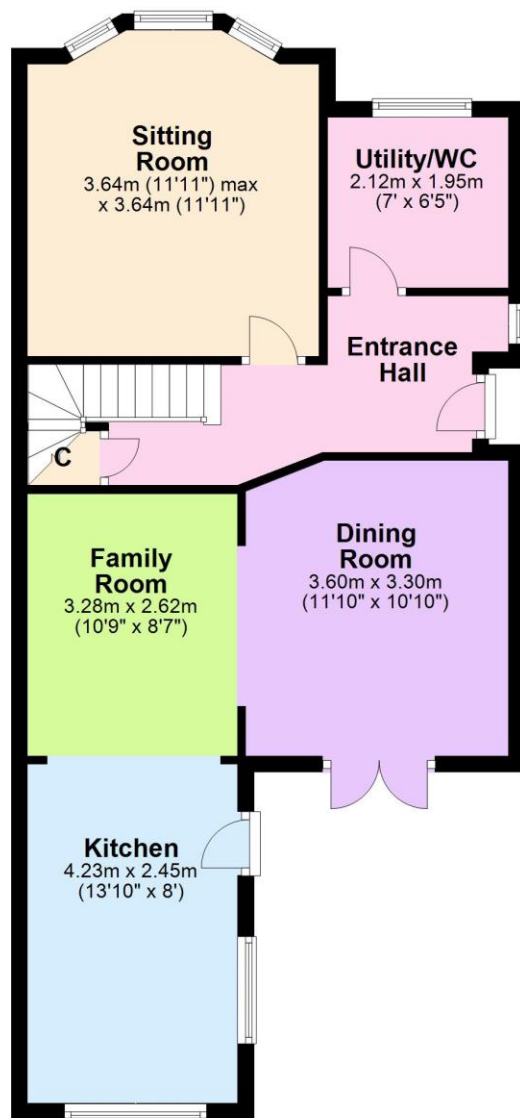 Sitting
Room
3.64m (11'11") max
x 3.64m (11'11")
Utility/WC
2.12m x 1.95m
(7' x 6'5")
Entrance
Hall
C
Family
Room
3.28m x 2.62m
(10'9" x 8'7")
Dining
Room
3.60m x 3.30m
(11'10" x 10'10")
Kitchen
4.23m x 2.45m
(13'10" x 8')